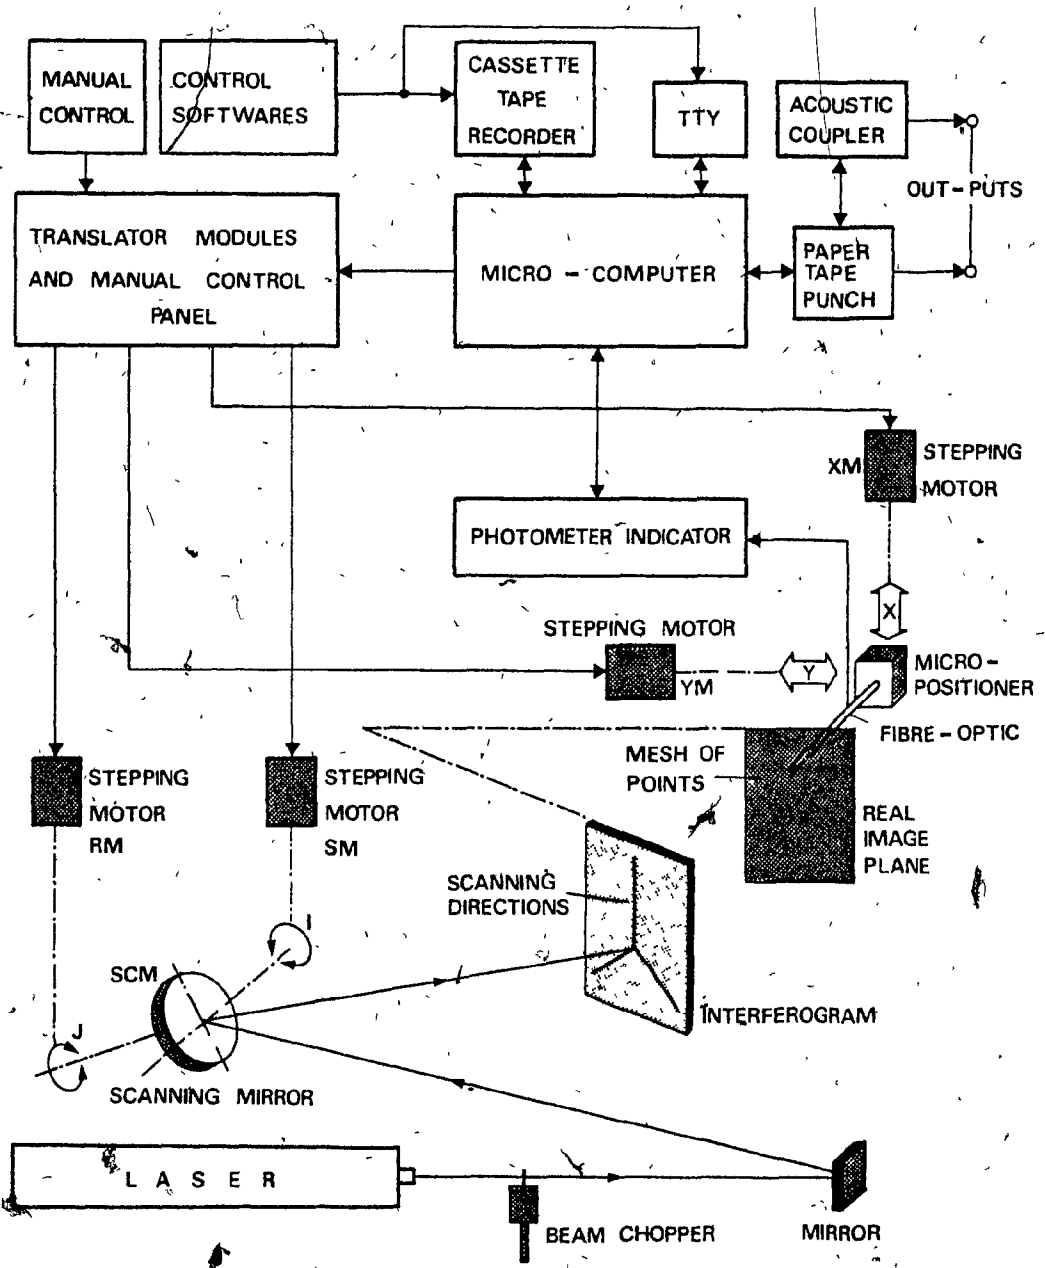 MANUAL
CONTROL
CONTROL
SOFTWARES
CASSETTE
TAPE
RECORDER
TTY
ACOUSTIC
COUPLER
OUT-PUTS
TRANSLATOR MODULES
AND MANUAL CONTROL
PANEL
MICRO-COMPUTER
PAPER
TAPE
PUNCH
XM
STEPPING
MOTOR
PHOTOMETER INDICATOR
X
STEPPING MOTOR
YM
Y
MICRO-
POSITIONER
FIBRE-OPTIC
MESH OF
POINTS
REAL
IMAGE
PLANE
STEPPING
MOTOR
RM
STEPPING
MOTOR
SM
SCANNING
DIRECTIONS
I
SCM
J
INTERFEROGRAM
SCANNING MIRROR
LASER
BEAM CHOPPER
MIRROR